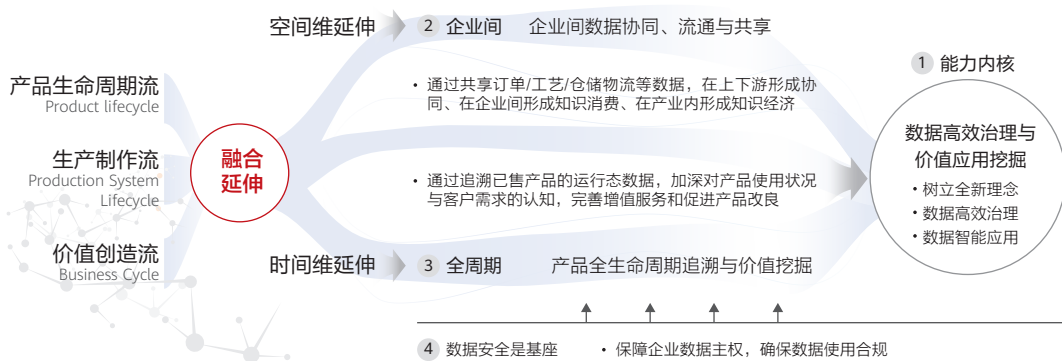 产品生命周期流
Product lifecycle
生产制作流
Production System
Lifecycle
价值创造流
Business Cycle
融合
延伸
空间维延伸
2 企业间 企业间数据协同、流通与共享
• 通过共享订单/工艺/仓储物流等数据，在上下游形成协
同、在企业间形成知识消费、在产业内形成知识经济
• 通过追溯已售产品的运行态数据，加深对产品使用状况
与客户需求的认知，完善增值服务和促进产品改良
时间维延伸
3 全周期 产品全生命周期追溯与价值挖掘
1 能力内核
数据高效治理与
价值应用挖掘
• 树立全新理念
• 数据高效治理
• 数据智能应用
4 数据安全是基座 • 保障企业数据主权，确保数据使用合规